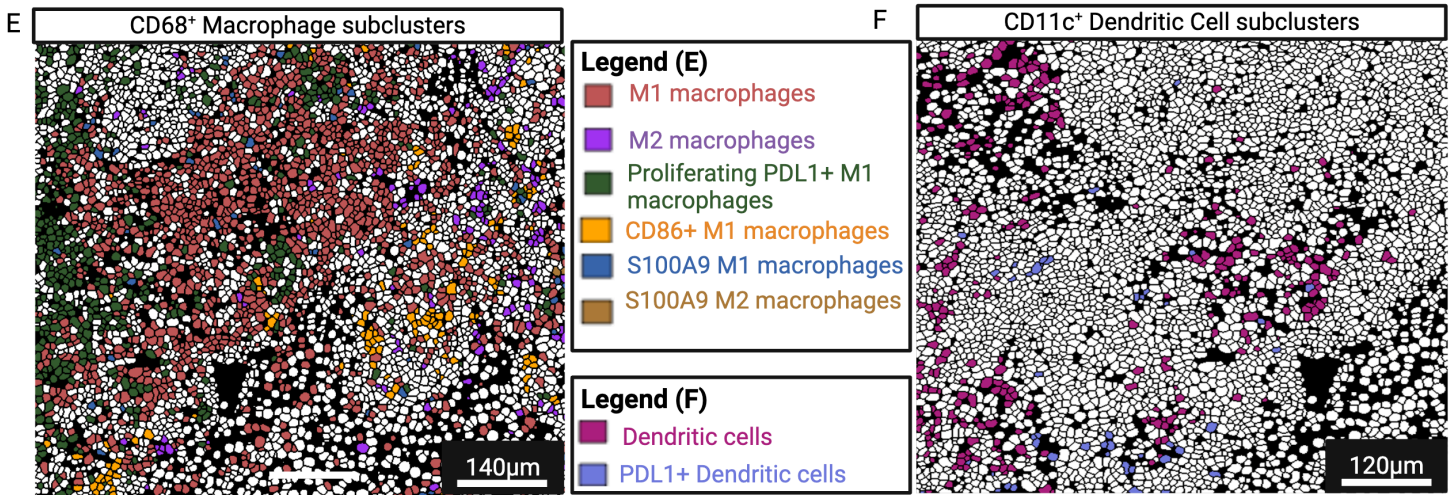 E
CD68⁺ Macrophage subclusters
140μm
Legend (E)
M1 macrophages
M2 macrophages
Proliferating PDL1+ M1
macrophages
CD86+ M1 macrophages
S100A9 M1 macrophages
S100A9 M2 macrophages
Legend (F)
Dendritic cells
PDL1+ Dendritic cells
F
CD11c⁺ Dendritic Cell subclusters
120μm